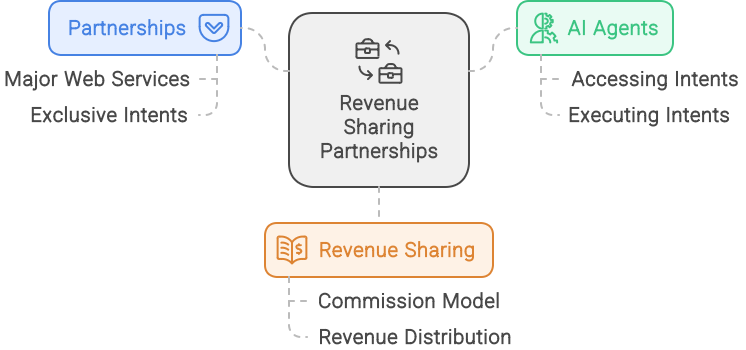 Partnerships
Major Web Services
Exclusive Intents
Revenue
Sharing
Partnerships
AI Agents
Accessing Intents
Executing Intents
Revenue Sharing
Commission Model
Revenue Distribution